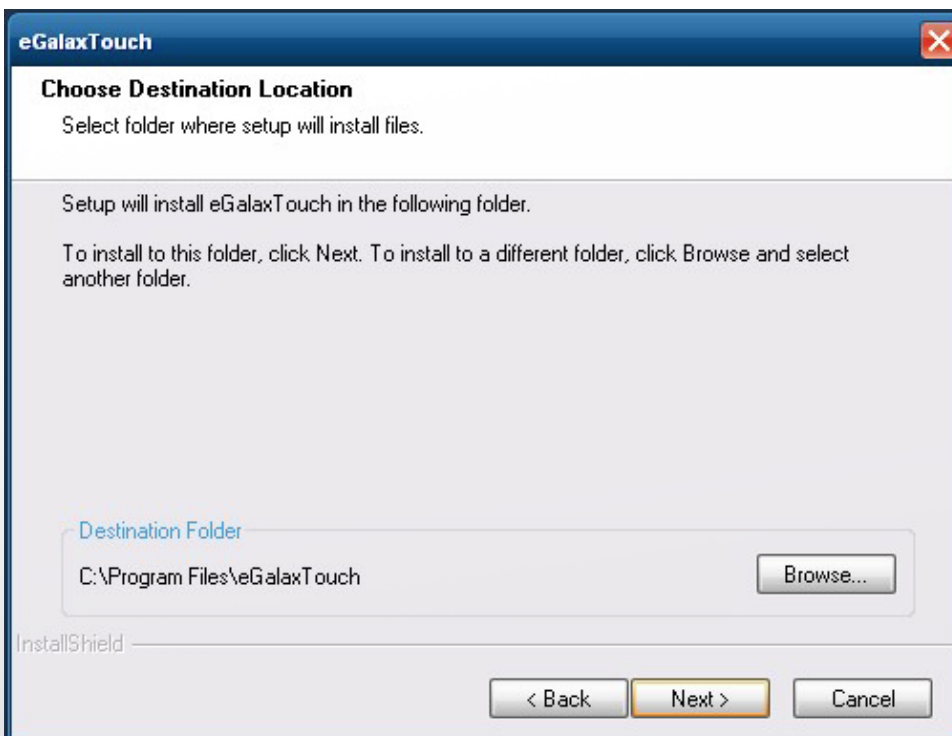 eGalaxTouch
Choose Destination Location
Select folder where setup will install files.
Setup will install eGalaxTouch in the following folder.
To install to this folder, click Next. To install to a different folder, click Browse and select
another folder.
Destination Folder
C:\Program Files\eGalaxTouch
Browse...
InstallShield
< Back
Next >
Cancel